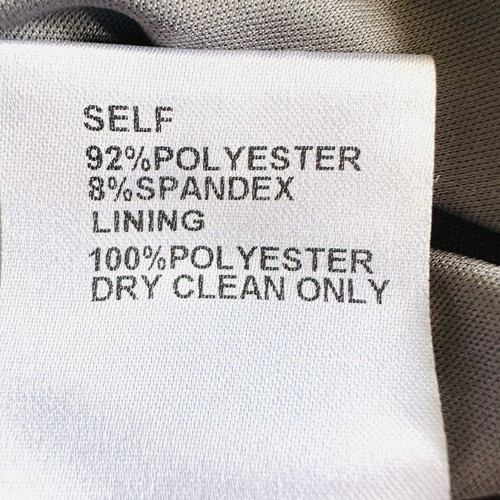 SELF
92%POLYESTER
8%SPANDEX
LINING
100%POLYESTER
DRY CLEAN ONLY